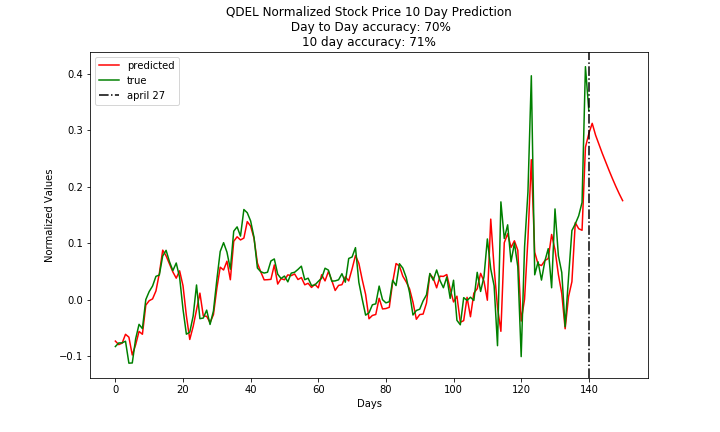 QDEL Normalized Stock Price 10 Day Prediction
Day to Day accuracy: 70%
10 day accuracy: 71%
predicted
true
april 27
Normalized Values
0.4
0.3
0.2
0.1
0.0
−0.1
0 20 40 60 80 100 120 140
Days